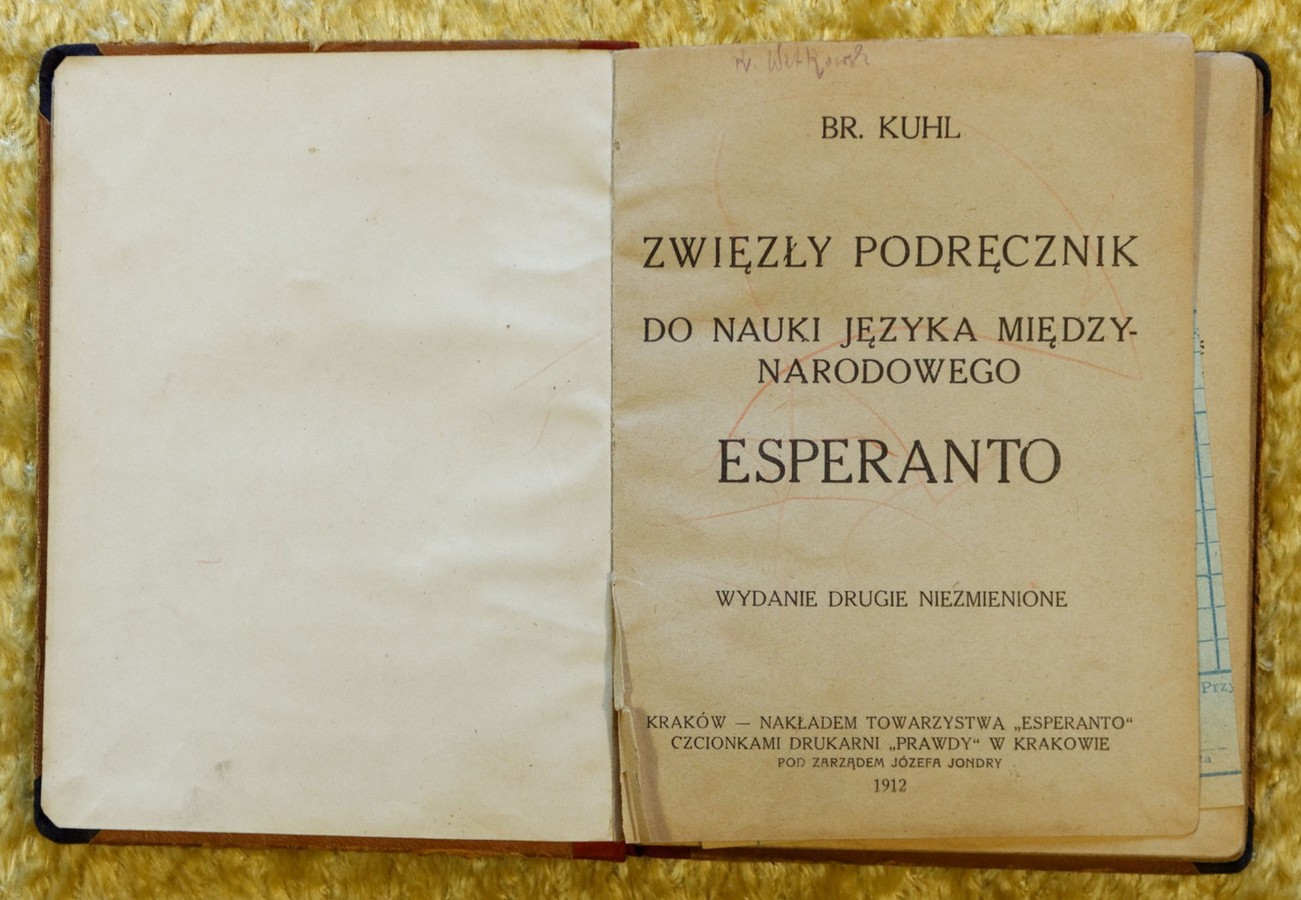 BR. KUHL
ZWIĘZŁY PODRĘCZNIK
DO NAUKI JĘZYKA MIĘDZY-
NARODOWEGO
ESPERANTO
WYDANIE DRUGIE NIEZMIENIONE
KRAKÓW — NAKŁADEM TOWARZYSTWA „ESPERANTO“
CZCIONKAMI DRUKARNI „PRAWDY“ W KRAKOWIE
POD ZARZĄDEM JÓZEFA JONDRY
1912